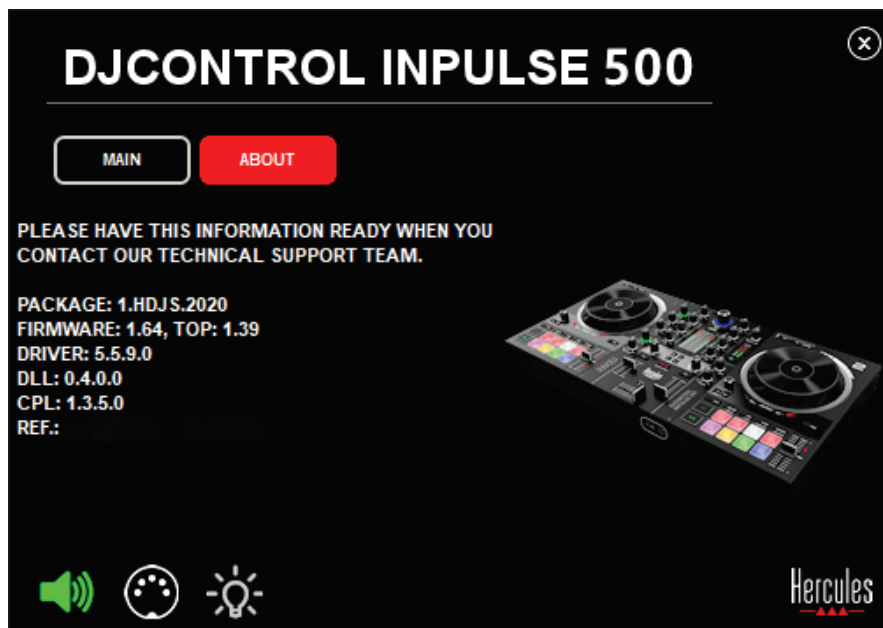 DJCONTROL INPULSE 500
MAIN
ABOUT
PLEASE HAVE THIS INFORMATION READY WHEN YOU
CONTACT OUR TECHNICAL SUPPORT TEAM.
PACKAGE: 1.HDJS.2020
FIRMWARE: 1.64, TOP: 1.39
DRIVER: 5.5.9.0
DLL: 0.4.0.0
CPL: 1.3.5.0
REF.:
Hercules